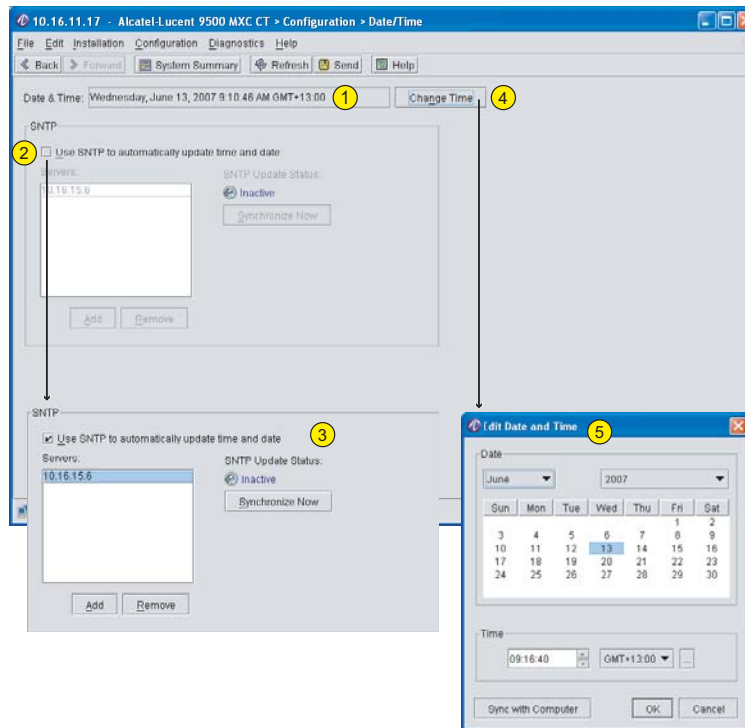 10.16.11.17 - Alcatel-Lucent 9500 MXC CT > Configuration > Date/Time
File Edit Installation Configuration Diagnostics Help
Back Forward System Summary Refresh Send Help
Date & Time: Wednesday, June 13, 2007 9:10:46 AM GMT+13:00 1 Change Time 4
SNTP
2 Use SNTP to automatically update time and date
Servers: SNTP Update Status:
10.16.15.6 Inactive
Synchronize Now
Add Remove
SNTP
Use SNTP to automatically update time and date 3
Servers: SNTP Update Status:
10.16.15.6 Inactive
Synchronize Now
Add Remove
Edit Date and Time 5
Date
June 2007
Sun Mon Tue Wed Thu Fri Sat
1 2
3 4 5 6 7 8 9
10 11 12 13 14 15 16
17 18 19 20 21 22 23
24 25 26 27 28 29 30
Time
09:16:40 GMT+13:00 ...
Sync with Computer OK Cancel